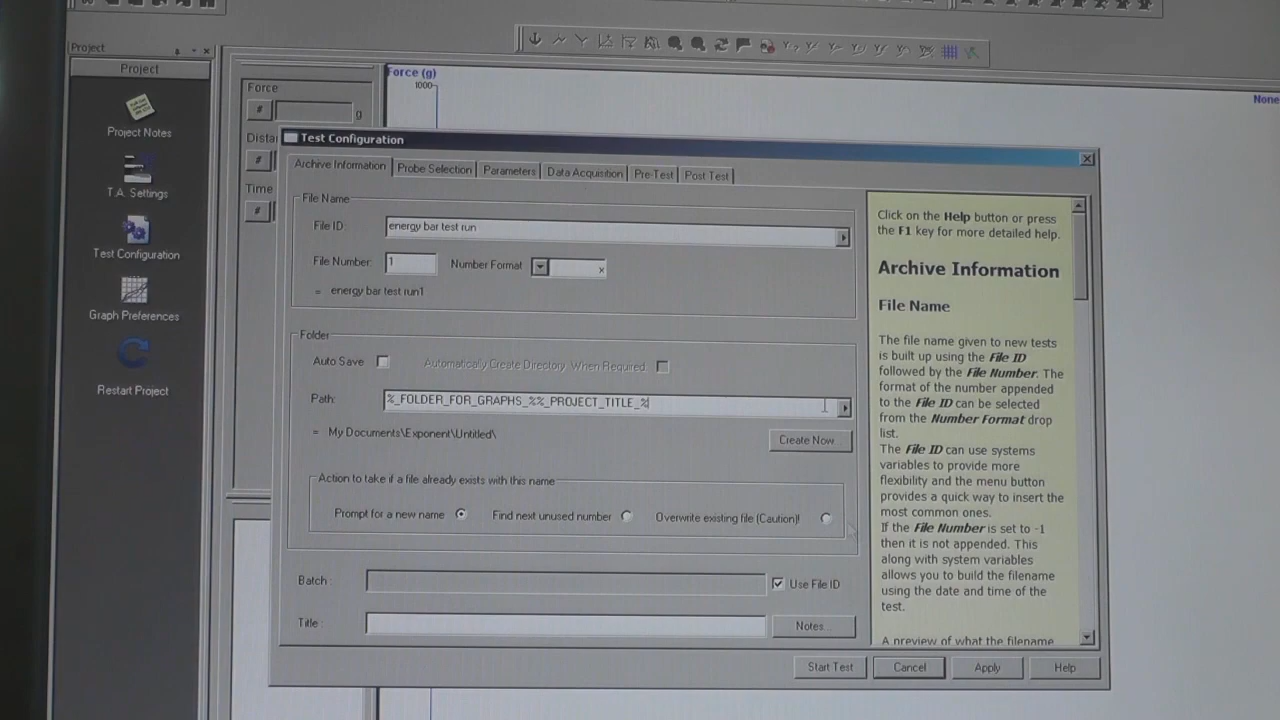 Project
Project
Project Notes
T.A. Settings
Test Configuration
Graph Preferences
Restart Project
Force
#
g
Dista
#
Time
#
Force (g)
1000
None
Test Configuration
Archive Information
Probe Selection
Parameters
Data Acquisition
Pre-Test
Post Test
File Name
File ID:
energy bar test run
File Number:
1
Number Format
x
= energy bar test run1
Folder
Auto Save
Automatically Create Directory When Required
Path:
%_FOLDER_FOR_GRAPHS_%%_PROJECT_TITLE_%
= My Documents\Exponent\Untitled\
Create Now...
Action to take if a file already exists with this name
Prompt for a new name
Find next unused number
Overwrite existing file (Caution)!
Batch :
Use File ID
Title :
Notes...
Start Test
Cancel
Apply
Help
Click on the Help button or press
the F1 key for more detailed help.
Archive Information
File Name
The file name given to new tests
is built up using the File ID
followed by the File Number. The
format of the number appended
to the File ID can be selected
from the Number Format drop
list.
The File ID can use systems
variables to provide more
flexibility and the menu button
provides a quick way to insert the
most common ones.
If the File Number is set to -1
then it is not appended. This
along with system variables
allows you to build the filename
using the date and time of the
test.
A preview of what the filename